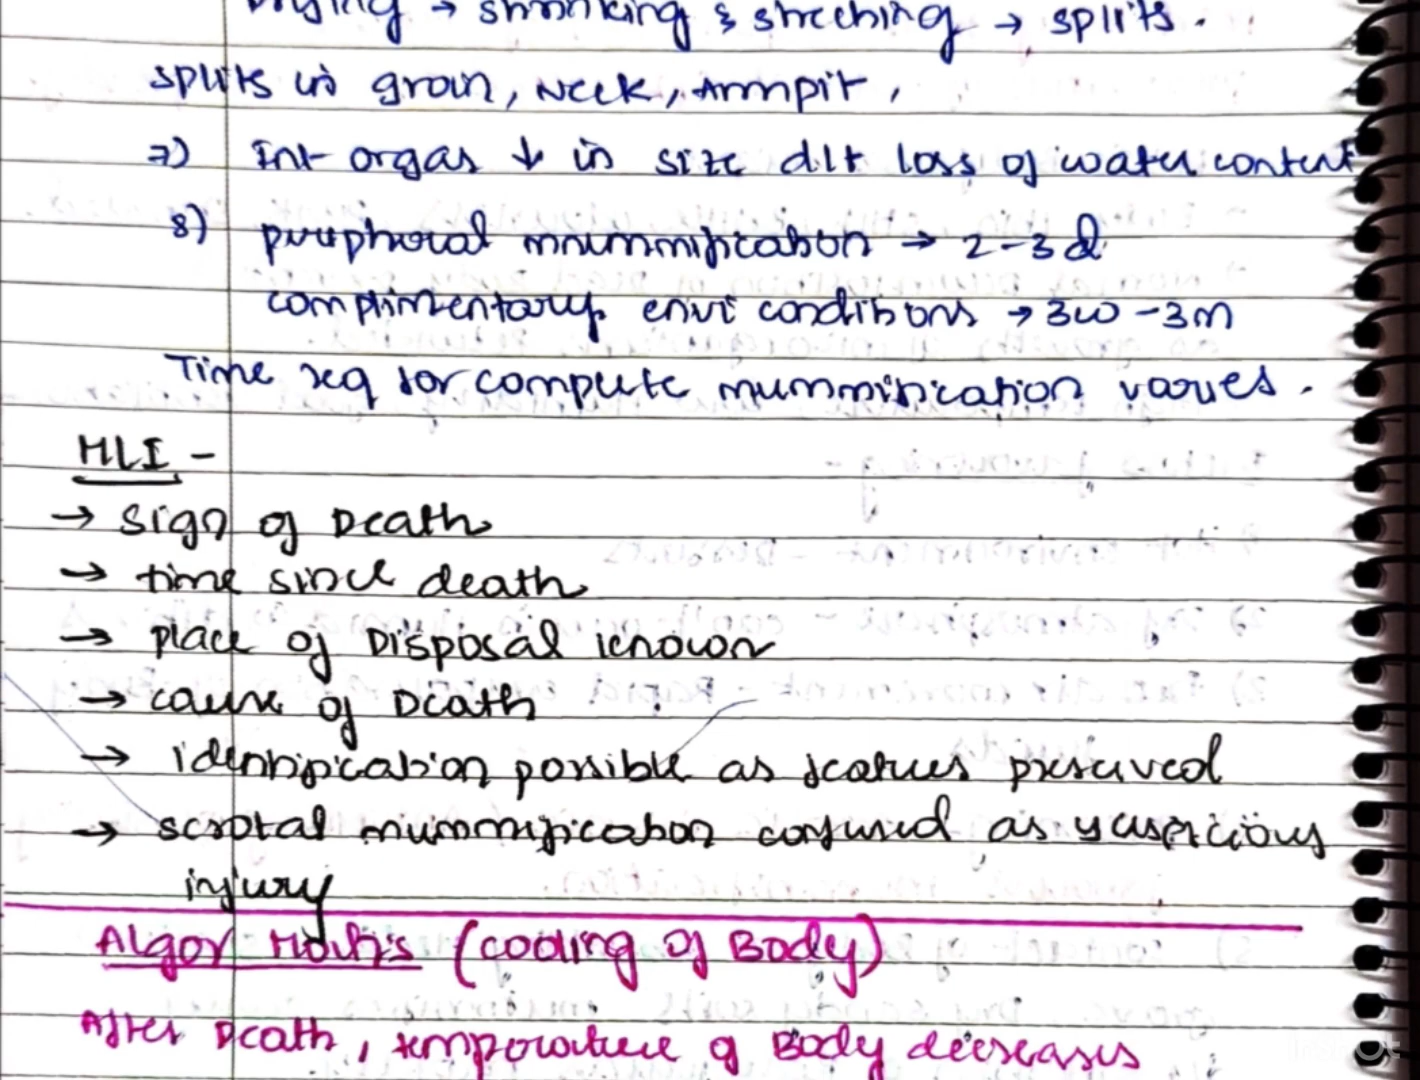 Drying → shrinking & streching → splits.
splits in groin, Neck, Armpit,
7) Int orgas ↓ in size dlt loss of water content
8) peripheral mnummification → 2-3 d
complimentary envi conditions → 3w - 3m
Time req for complete mummification varies.
MLI -
→ Sign of Death
→ time since death
→ place of Disposal known
→ cause of Death
→ identification possible as features preserved
→ scrotal mummification confused as suspicious
injury
Algor Mortis (cooling of Body)
After Death, temperature of Body decreases